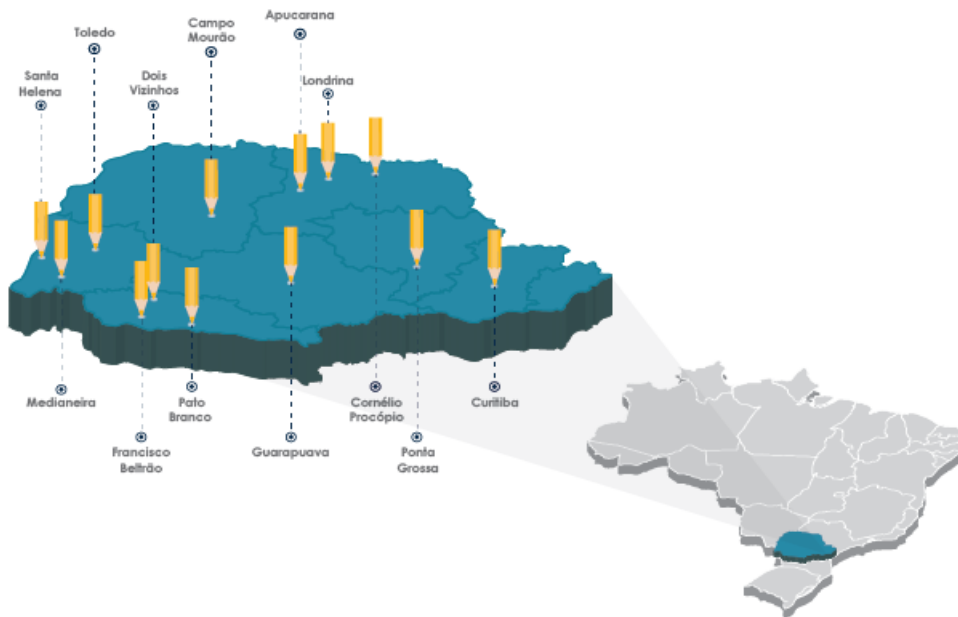 Apucarana
Campo
Mourão
Toledo
Santa
Helena
Dois
Vizinhos
Londrina
Medianeira
Pato
Branco
Cornélio
Procópio
Curitiba
Francisco
Beltrão
Guarapuava
Ponta
Grossa